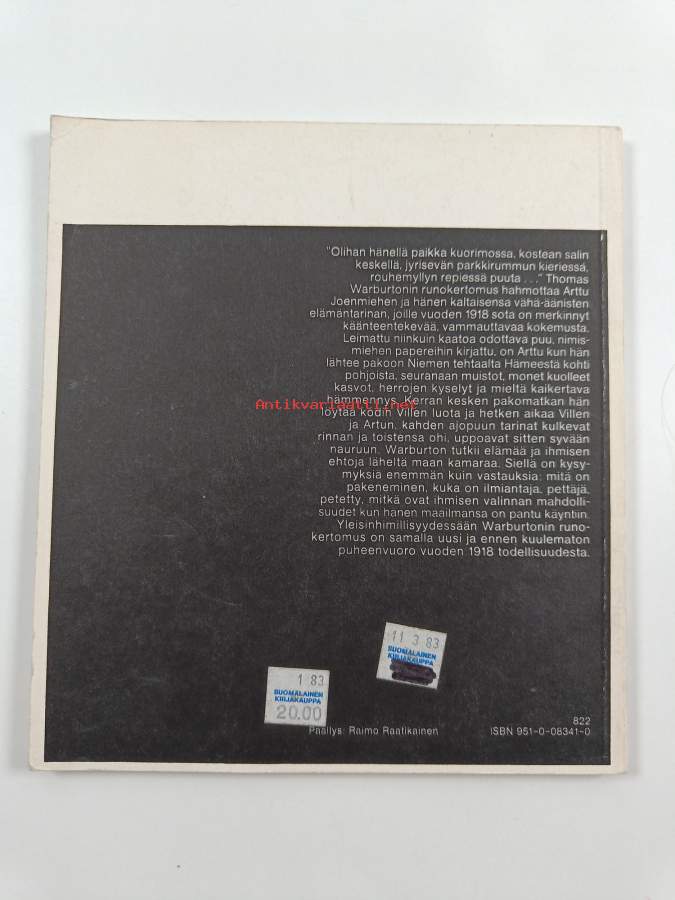 "Olihan hänellä paikka kuorimossa, kostean salin
keskellä, jyrisevän parkkirummun kieriessä,
rouhemyllyn repiessä puuta . . ." Thomas
Warburtonin runokertomus hahmottaa Arttu
Joenmiehen ja hänen kaltaisensa vähä-äänisten
elämäntarinan, joille vuoden 1918 sota on merkinnyt
käänteentekevää, vammauttavaa kokemusta.
Leimattu niinkuin kaatoa odottava puu, nimis-
miehen papereihin kirjattu, on Arttu kun hän
lähtee pakoon Niemen tehtaalta Hämeestä kohti
pohjoista, seuranaan muistot, monet kuolleet
kasvot, herrojen kyselyt ja mieltä kaikertava
hämmennys. Kerran kesken pakomatkan hän
löytää kodin Villen luota ja hetken aikaa Villen
ja Artun, kahden ajopuun tarinat kulkevat
rinnan ja toistensa ohi, uppoavat sitten syvään
nauruun. Warburton tutkii elämää ja ihmisen
ehtoja läheltä maan kamaraa. Siellä on kysy-
myksiä enemmän kuin vastauksia: mitä on
pakeneminen, kuka on ilmiantaja, pettäjä,
petetty, mitkä ovat ihmisen valinnan mahdolli-
suudet kun hänen maailmansa on pantu käyntiin.
Yleisinhimillisyydessään Warburtonin runo-
kertomus on samalla uusi ja ennen kuulematon
puheenvuoro vuoden 1918 todellisuudesta.
Antikvariaatti.net
11 3 83
SUOMALAINEN
KIRJAKAUPPA
1 83
SUOMALAINEN
KIRJAKAUPPA
20.00
Päällys: Raimo Raatikainen
822
ISBN 951-0-08341-0